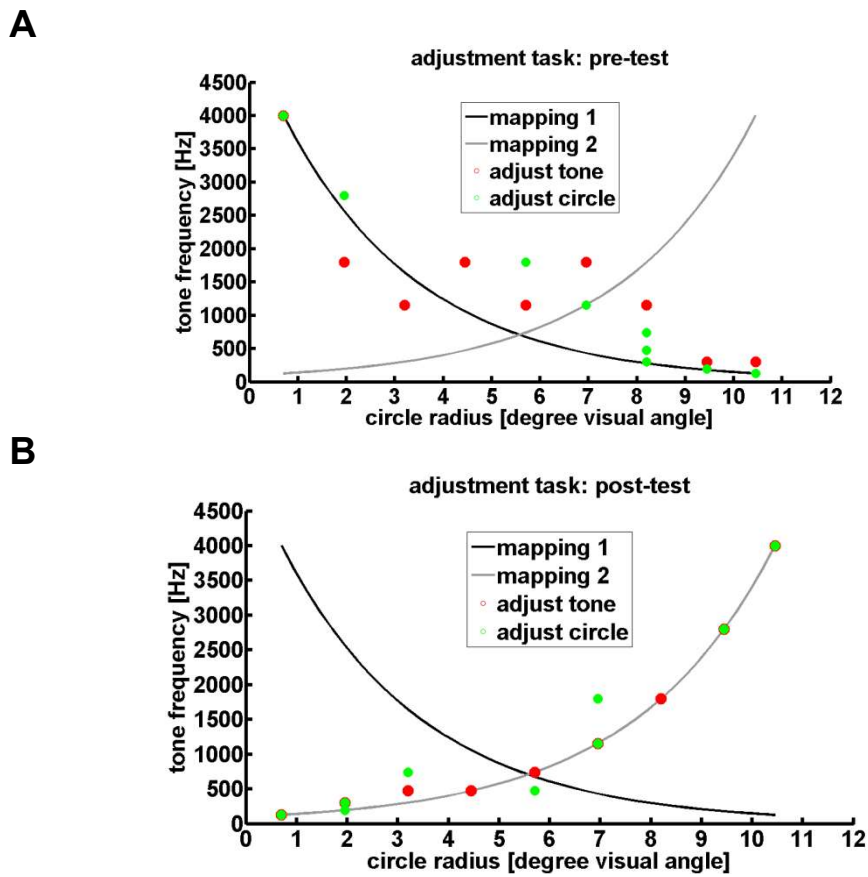 A
adjustment task: pre-test
tone frequency [Hz]
4500
4000
3500
3000
2500
2000
1500
1000
500
0
mapping 1
mapping 2
adjust tone
adjust circle
0 1 2 3 4 5 6 7 8 9 10 11 12
circle radius [degree visual angle]
B
adjustment task: post-test
tone frequency [Hz]
4500
4000
3500
3000
2500
2000
1500
1000
500
0
mapping 1
mapping 2
adjust tone
adjust circle
0 1 2 3 4 5 6 7 8 9 10 11 12
circle radius [degree visual angle]